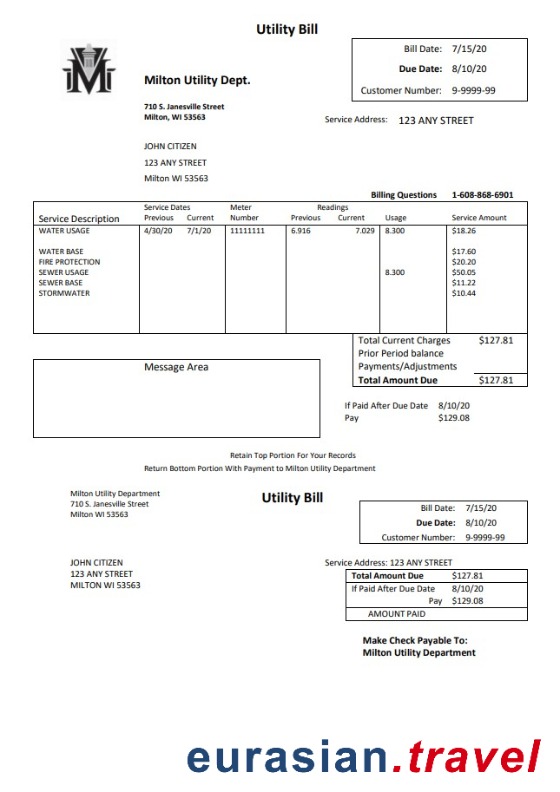 Utility Bill
Bill Date: 7/15/20
Due Date: 8/10/20
Customer Number: 9-9999-99
M
Milton Utility Dept.
710 S. Janesville Street
Milton, WI 53563
Service Address: 123 ANY STREET
JOHN CITIZEN
123 ANY STREET
Milton WI 53563
Billing Questions 1-608-868-6901
Service Dates Meter Readings
Service Description Previous Current Number Previous Current Usage Service Amount
WATER USAGE 4/30/20 7/1/20 11111111 6.916 7.029 8.300 $18.26
WATER BASE $17.60
FIRE PROTECTION $20.20
SEWER USAGE 8.300 $50.05
SEWER BASE $11.22
STORMWATER $10.44
Total Current Charges $127.81
Prior Period balance
Payments/Adjustments
Total Amount Due $127.81
Message Area
If Paid After Due Date 8/10/20
Pay $129.08
Retain Top Portion For Your Records
Return Bottom Portion With Payment to Milton Utility Department
Milton Utility Department
710 S. Janesville Street
Milton WI 53563
Utility Bill
Bill Date: 7/15/20
Due Date: 8/10/20
Customer Number: 9-9999-99
JOHN CITIZEN
123 ANY STREET
MILTON WI 53563
Service Address: 123 ANY STREET
Total Amount Due $127.81
If Paid After Due Date 8/10/20
Pay $129.08
AMOUNT PAID
Make Check Payable To:
Milton Utility Department
eurasian.travel